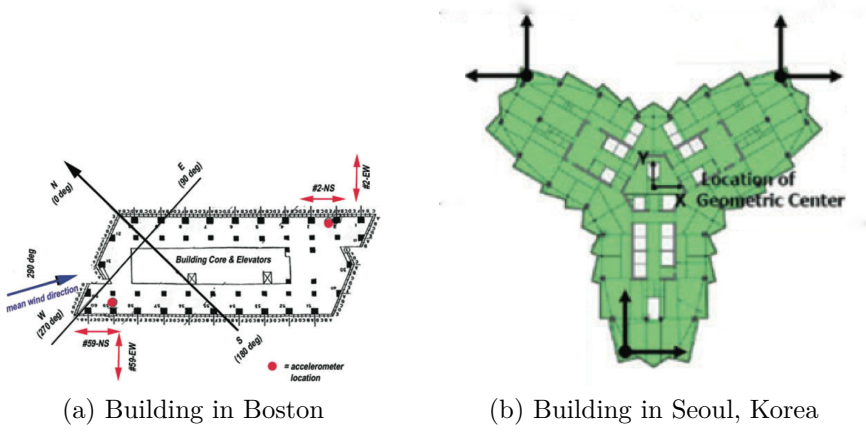 N
(0 deg)
E
(90 deg)
#2-NS
#2-EW
290 deg
mean wind direction
Building Core & Elevators
W
(270 deg)
#59-NS
#59-EW
S
(180 deg)
= accelerometer
location
(a) Building in Boston
Y
X
Location of
Geometric Center
(b) Building in Seoul, Korea